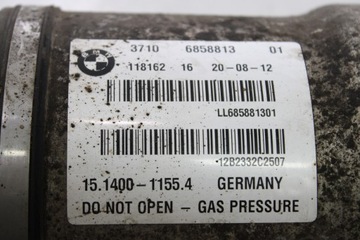 BMW
3710 6858813 01
118162 16 20-08-12
LL685881301
12B2332C2507
15.1400-1155.4 GERMANY
DO NOT OPEN - GAS PRESSURE